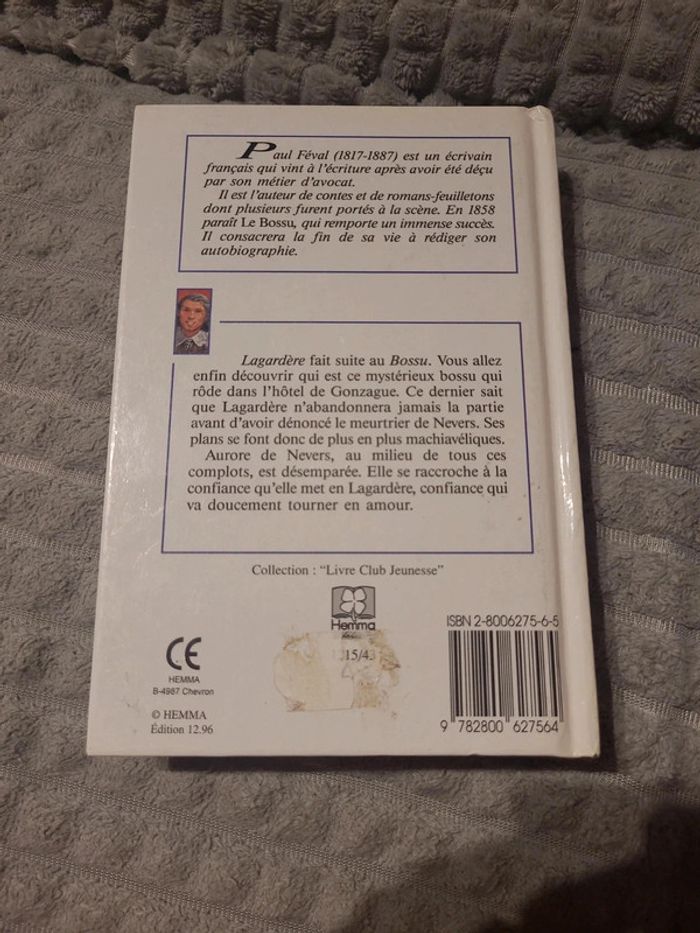 Paul Féval (1817-1887) est un écrivain
français qui vint à l'écriture après avoir été déçu
par son métier d'avocat.
Il est l'auteur de contes et de romans-feuilletons
dont plusieurs furent portés à la scène. En 1858
paraît Le Bossu, qui remporte un immense succès.
Il consacrera la fin de sa vie à rédiger son
autobiographie.
Lagardère fait suite au Bossu. Vous allez
enfin découvrir qui est ce mystérieux bossu qui
rôde dans l'hôtel de Gonzague. Ce dernier sait
que Lagardère n'abandonnera jamais la partie
avant d'avoir dénoncé le meurtrier de Nevers. Ses
plans se font donc de plus en plus machiavéliques.
Aurore de Nevers, au milieu de tous ces
complots, est désemparée. Elle se raccroche à la
confiance qu'elle met en Lagardère, confiance qui
va doucement tourner en amour.
Collection : "Livre Club Jeunesse"
Hemma
15/43
CE
HEMMA
B-4987 Chevron
© HEMMA
Édition 12.96
ISBN 2-8006275-6-5
9 782800 627564